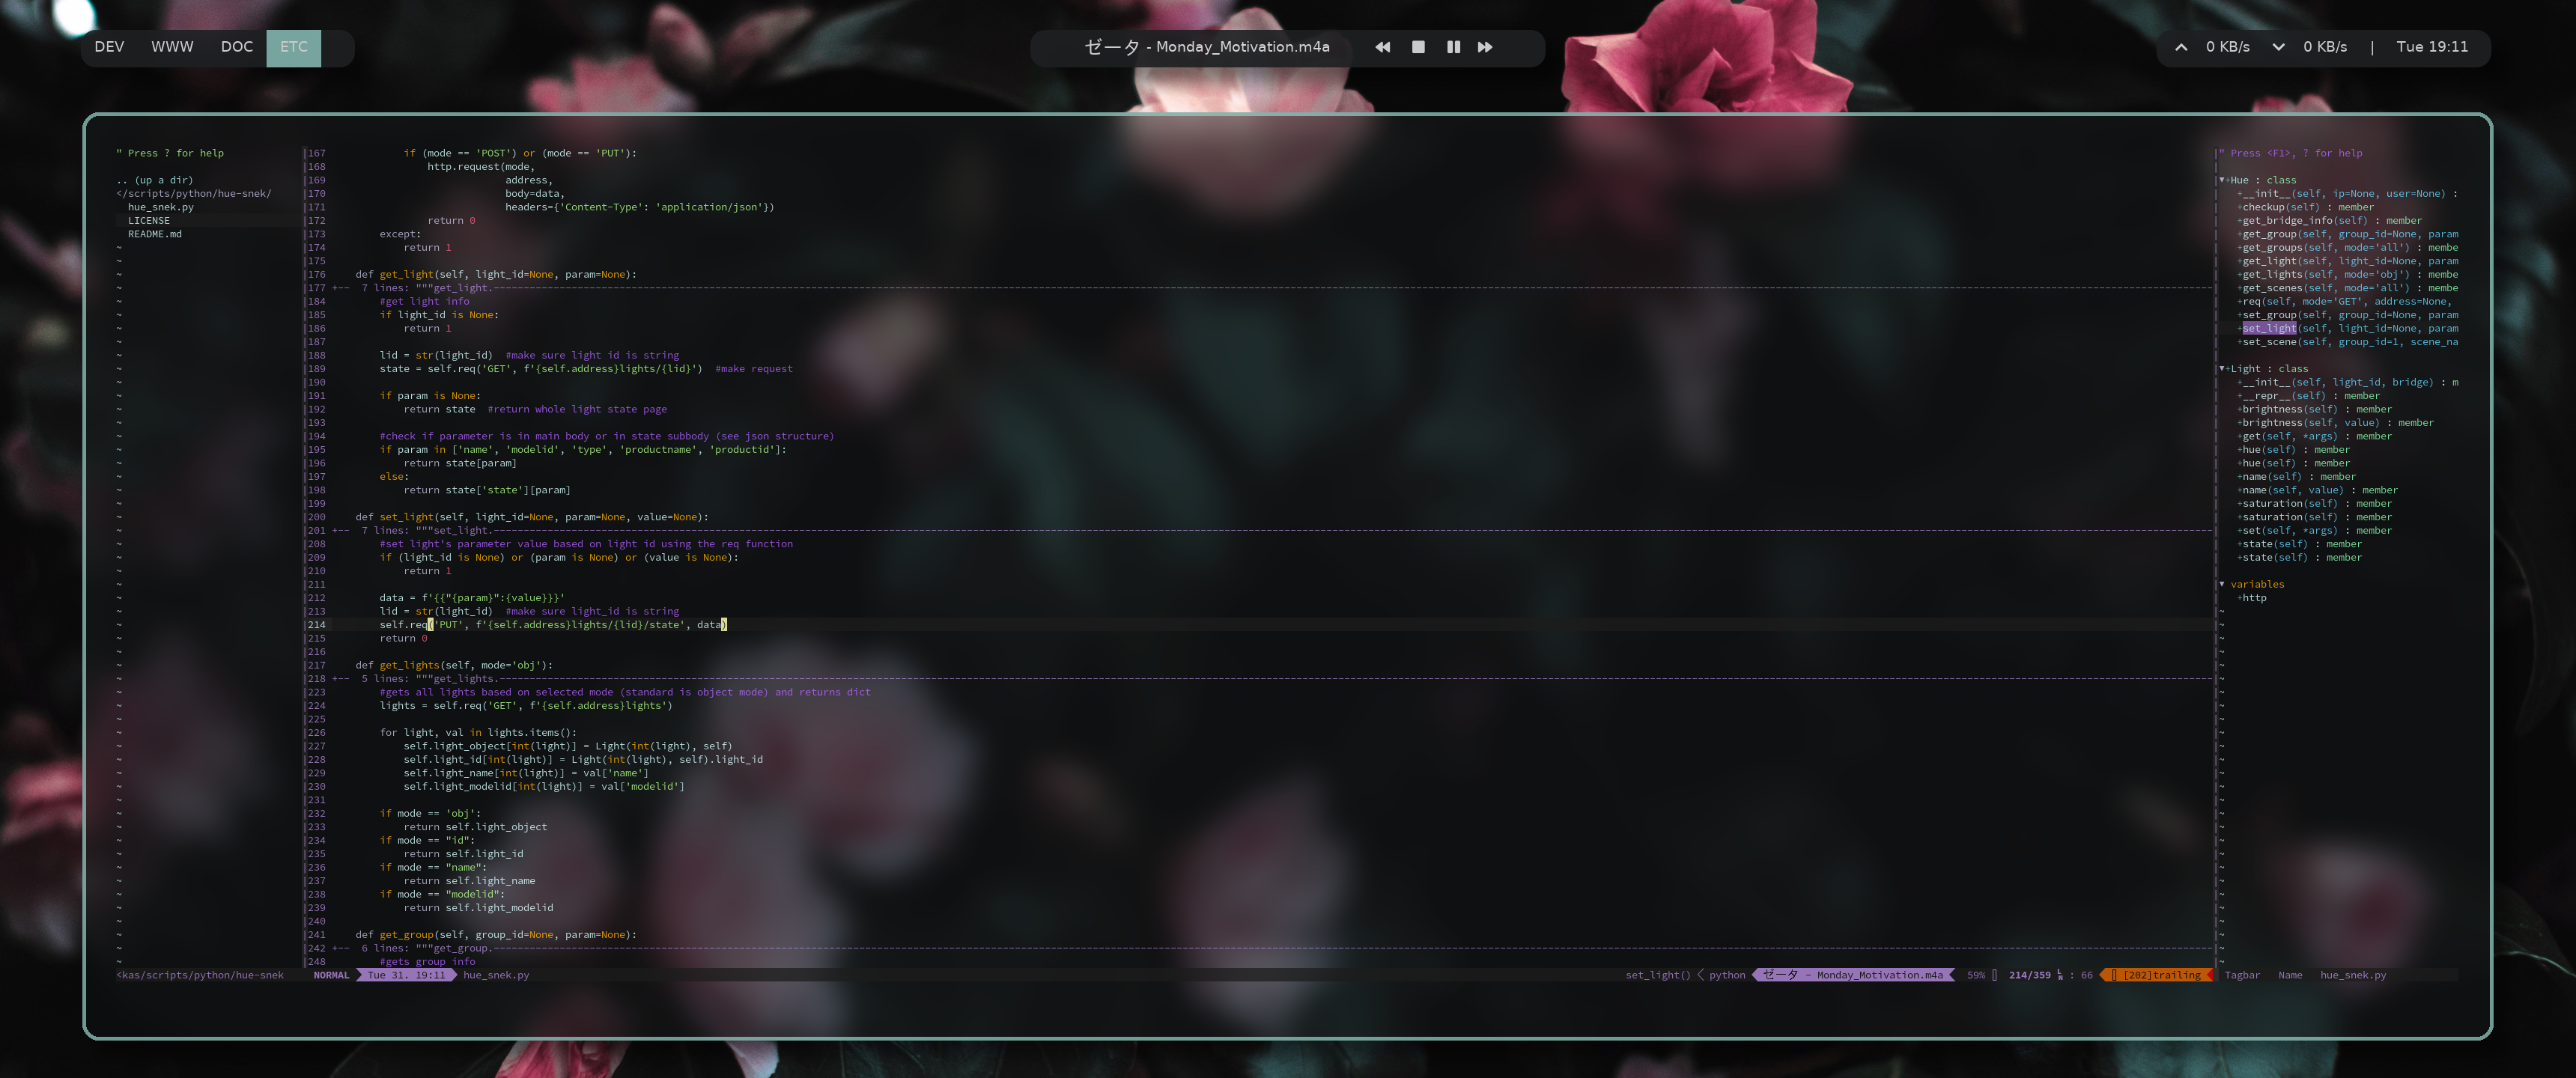 DEV WWW DOC ETC
ゼータ - Monday_Motivation.m4a
0 KB/s 0 KB/s | Tue 19:11
" Press ? for help
.. (up a dir)
</scripts/python/hue-snek/
hue_snek.py
LICENSE
README.md
167 if (mode == 'POST') or (mode == 'PUT'):
168 http.request(mode,
169 address,
170 body=data,
171 headers={'Content-Type': 'application/json'})
172 return 0
173 except:
174 return 1
175
176 def get_light(self, light_id=None, param=None):
177 +-- 7 lines: """get_light.
184 #get light info
185 if light_id is None:
186 return 1
187
188 lid = str(light_id)  #make sure light id is string
189 state = self.req('GET', f'{self.address}lights/{lid}')  #make request
190
191 if param is None:
192 return state  #return whole light state page
193
194 #check if parameter is in main body or in state subbody (see json structure)
195 if param in ['name', 'modelid', 'type', 'productname', 'productid']:
196 return state[param]
197 else:
198 return state['state'][param]
199
200 def set_light(self, light_id=None, param=None, value=None):
201 +-- 7 lines: """set_light.
208 #set light's parameter value based on light id using the req function
209 if (light_id is None) or (param is None) or (value is None):
210 return 1
211
212 data = f'{{"{param}":{value}}}'
213 lid = str(light_id)  #make sure light_id is string
214 self.req('PUT', f'{self.address}lights/{lid}/state', data)
215 return 0
216
217 def get_lights(self, mode='obj'):
218 +-- 5 lines: """get_lights.
223 #gets all lights based on selected mode (standard is object mode) and returns dict
224 lights = self.req('GET', f'{self.address}lights')
225
226 for light, val in lights.items():
227 self.light_object[int(light)] = Light(int(light), self)
228 self.light_id[int(light)] = Light(int(light), self).light_id
229 self.light_name[int(light)] = val['name']
230 self.light_modelid[int(light)] = val['modelid']
231
232 if mode == 'obj':
233 return self.light_object
234 if mode == "id":
235 return self.light_id
236 if mode == "name":
237 return self.light_name
238 if mode == "modelid":
239 return self.light_modelid
240
241 def get_group(self, group_id=None, param=None):
242 +-- 6 lines: """get_group.
248 #gets group info
" Press <F1>, ? for help
▼+Hue : class
+__init__(self, ip=None, user=None) :
+checkup(self) : member
+get_bridge_info(self) : member
+get_group(self, group_id=None, param
+get_groups(self, mode='all') : membe
+get_light(self, light_id=None, param
+get_lights(self, mode='obj') : membe
+get_scenes(self, mode='all') : membe
+req(self, mode='GET', address=None,
+set_group(self, group_id=None, param
+set_light(self, light_id=None, param
+set_scene(self, group_id=1, scene_na
▼+Light : class
+__init__(self, light_id, bridge) : m
+__repr__(self) : member
+brightness(self) : member
+brightness(self, value) : member
+get(self, *args) : member
+hue(self) : member
+hue(self) : member
+name(self) : member
+name(self, value) : member
+saturation(self) : member
+saturation(self) : member
+set(self, *args) : member
+state(self) : member
+state(self) : member
▼ variables
+http
<kas/scripts/python/hue-snek NORMAL Tue 31. 19:11 hue_snek.py set_light() python ゼータ - Monday_Motivation.m4a 59% 214/359 : 66 [202]trailing Tagbar Name hue_snek.py